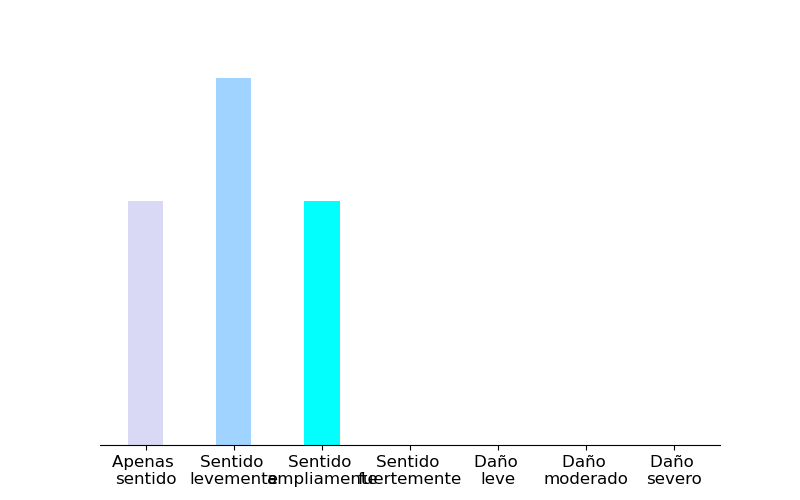 Apenas
sentido
Sentido
levemente
Sentido
ampliamente
Sentido
fuertemente
Daño
leve
Daño
moderado
Daño
severo